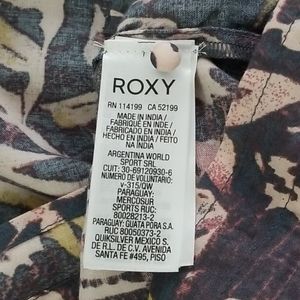 ROXY
RN 114199 CA 52199
MADE IN INDIA/
FABRIQUÉ EN INDE/
FABRICADO EN INDIA/
HECHO EN INDIA / FEITO
NA ÍNDIA
ARGENTINA WORLD
SPORT SRL
CUIT: 30-69120930-6
NÚMERO DE VOLUNTARIO:
v-315/QW
PARAGUAY:
MERCOSUR
SPORTS RUC:
80028213-2
PARAGUAY: GUATA PORA S.A
RUC 80050373-2
QUIKSILVER MEXICO S.
DE R.L. DE C.V. AVENIDA
SANTA FE #495, PISO